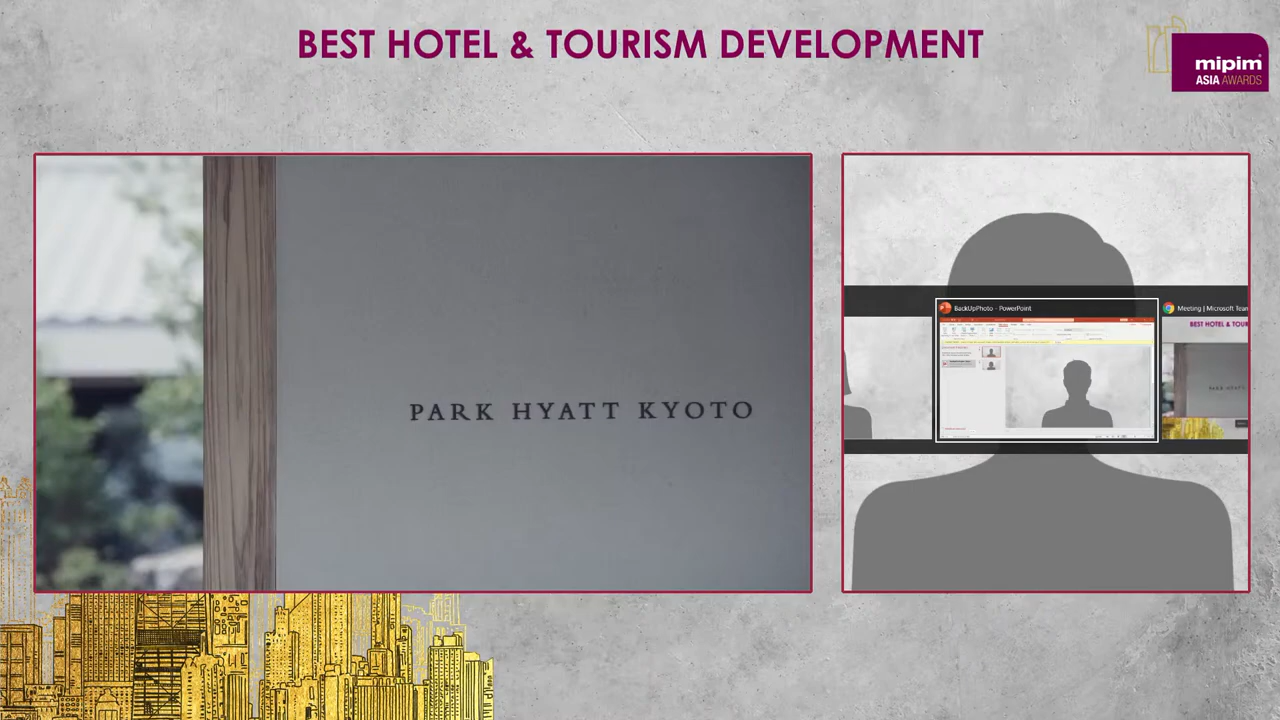 BEST HOTEL & TOURISM DEVELOPMENT
mipim
ASIA AWARDS
PARK HYATT KYOTO
BackUpPhoto - PowerPoint
Meeting | Microsoft Team
BEST HOTEL & TOUR